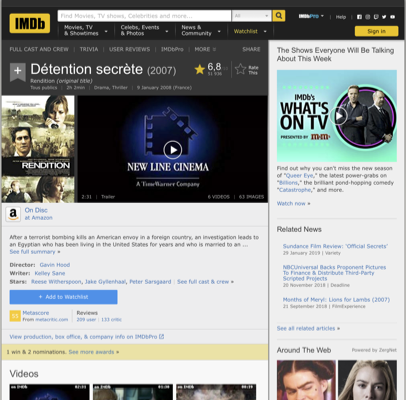 IMDb
Find Movies, TV shows, Celebrities and more...
All
IMDbPro
Help
Movies, TV
& Showtimes
Celebs, Events
& Photos
News &
Community
Watchlist
Sign in
FULL CAST AND CREW | TRIVIA | USER REVIEWS | IMDbPro | MORE
SHARE
Détention secrète (2007)
Rendition (original title)
Tous publics | 2h 2min | Drama, Thriller | 9 January 2008 (France)
6,8
Rate
This
RENDITION
NEW LINE CINEMA
A Time Warner Company
2:31 | Trailer
6 VIDEOS | 63 IMAGES
On Disc
at Amazon
After a terrorist bombing kills an American envoy in a foreign country, an investigation leads to
an Egyptian who has been living in the United States for years and who is married to an ...
See full summary »
Director: Gavin Hood
Writer: Kelley Sane
Stars: Reese Witherspoon, Jake Gyllenhaal, Peter Sarsgaard | See full cast & crew »
+ Add to Watchlist
55
Metascore
From metacritic.com
Reviews
209 user | 133 critic
View production, box office, & company info on IMDbPro
1 win & 2 nominations. See more awards »
Videos
The Shows Everyone Will Be Talking
About This Week
IMDb's
WHAT'S
ON TV
PRESENTED BY m&m's
Find out why you can't miss the new season
of "Queer Eye," the latest power-grabs on
"Billions," the brilliant pond-hopping comedy
"Catastrophe," and more.
Watch now »
Related News
Sundance Film Review: 'Official Secrets'
29 January 2019 | Variety
NBCUniversal Backs Proponent Pictures
To Finance & Distribute Third-Party
Scripted Projects
20 November 2018 | Deadline
Months of Meryl: Lions for Lambs (2007)
21 September 2018 | FilmExperience
See all related articles »
Around The Web
Powered by ZergNet